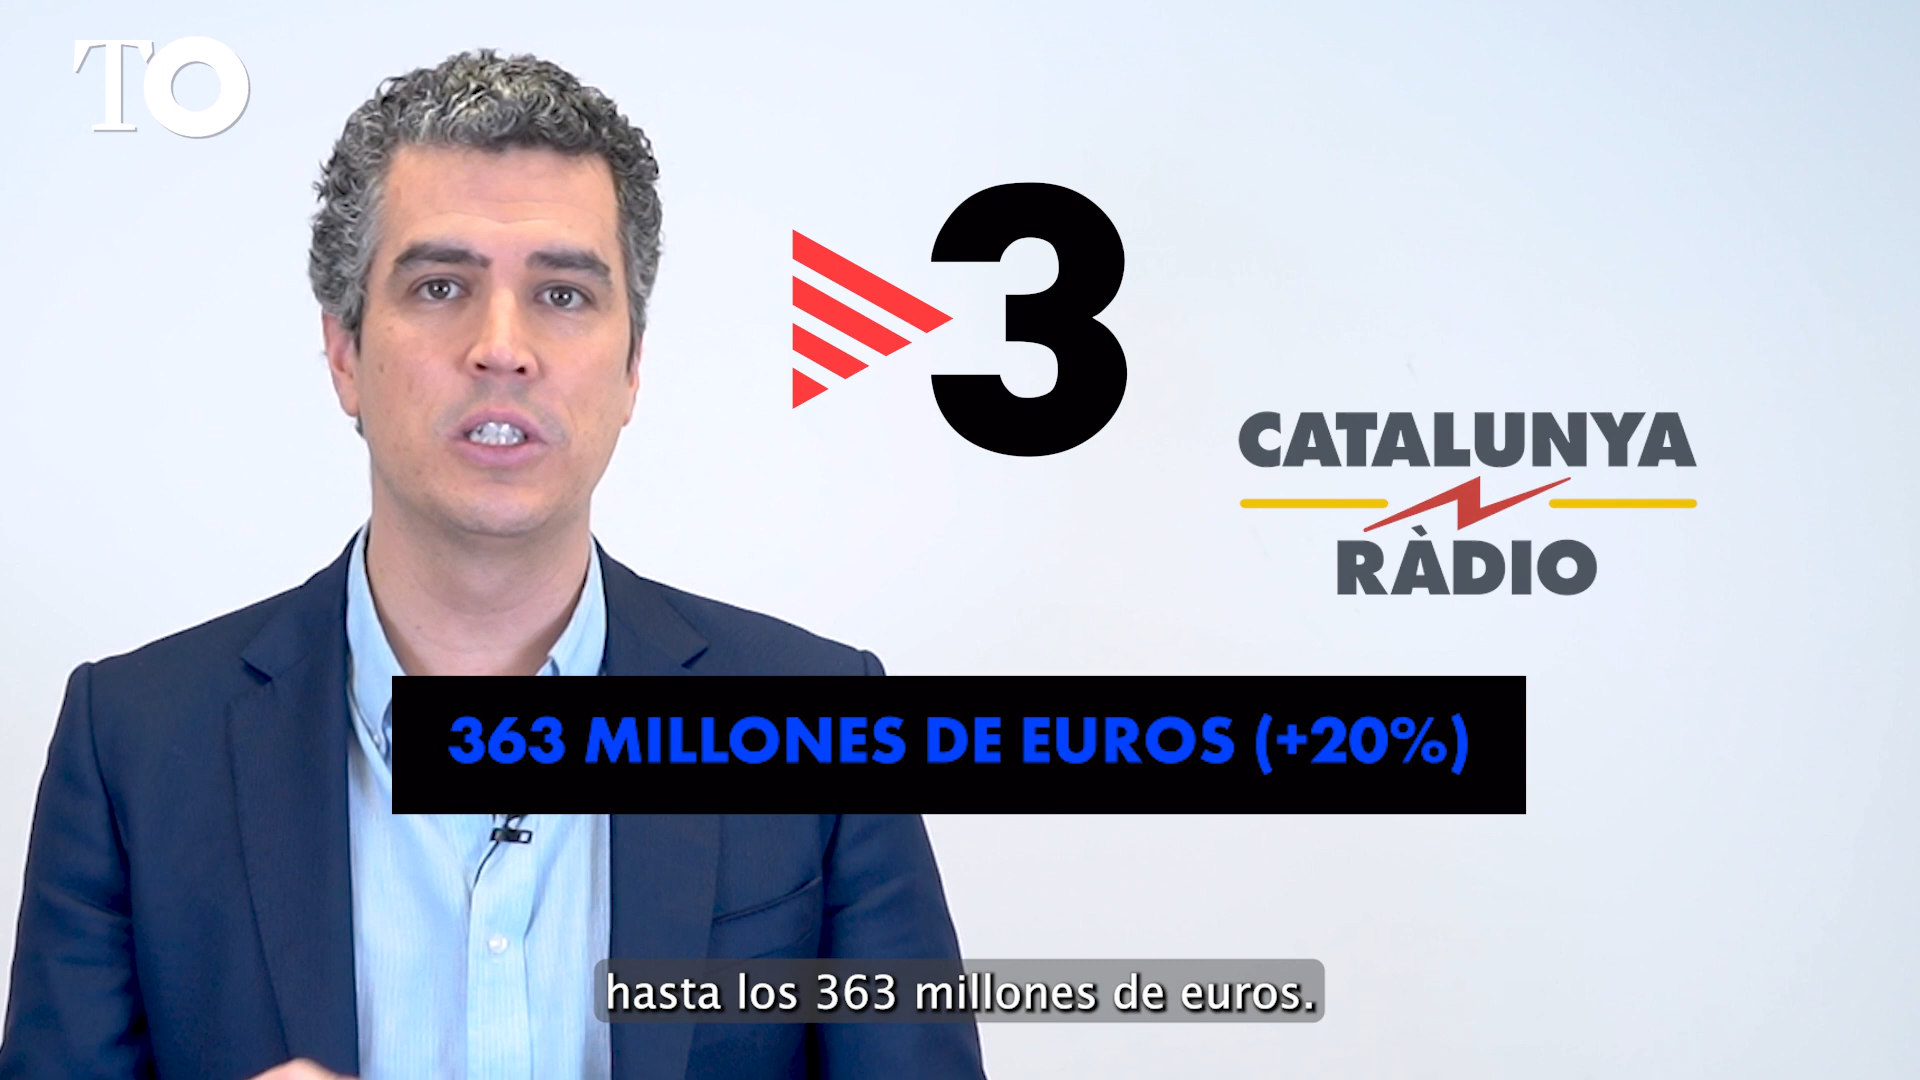 TO
3
CATALUNYA
RÀDIO
363 MILLONES DE EUROS (+20%)
hasta los 363 millones de euros.